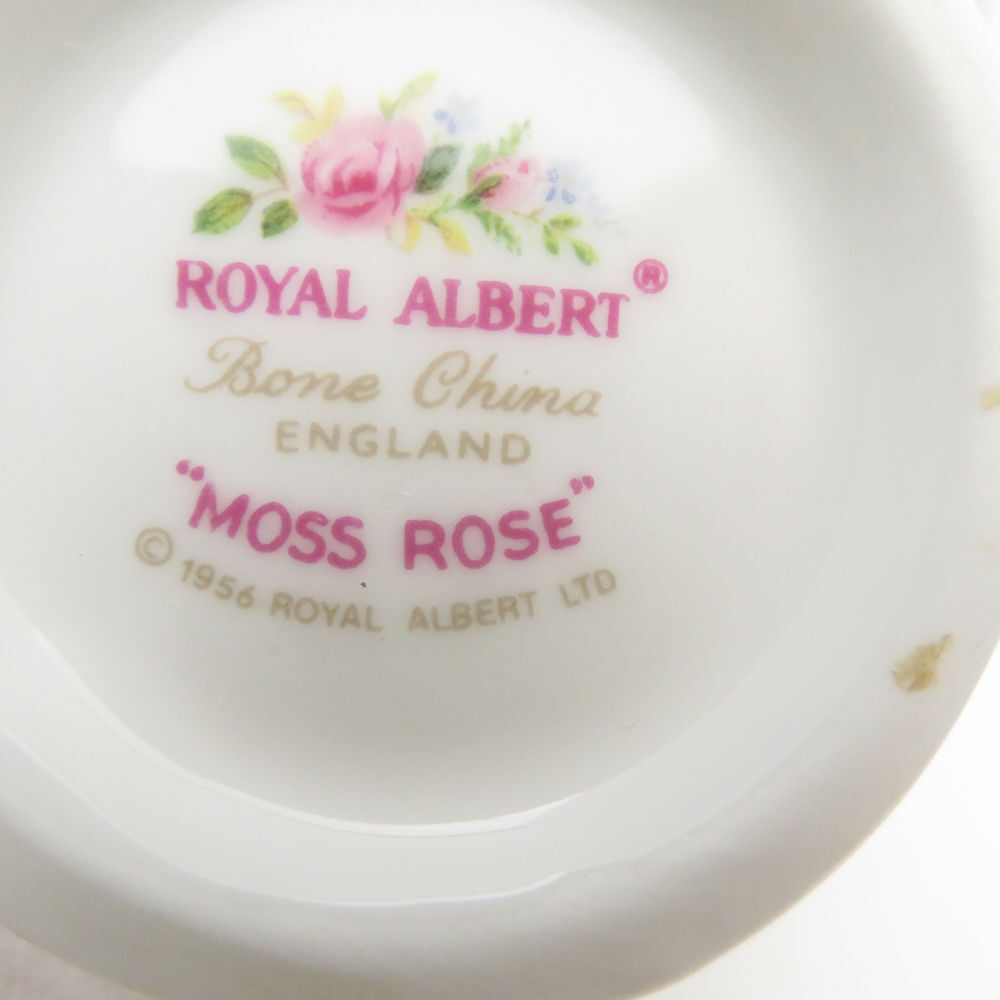 ROYAL ALBERT®
Bone China
ENGLAND
"MOSS ROSE"
© 1956 ROYAL ALBERT LTD